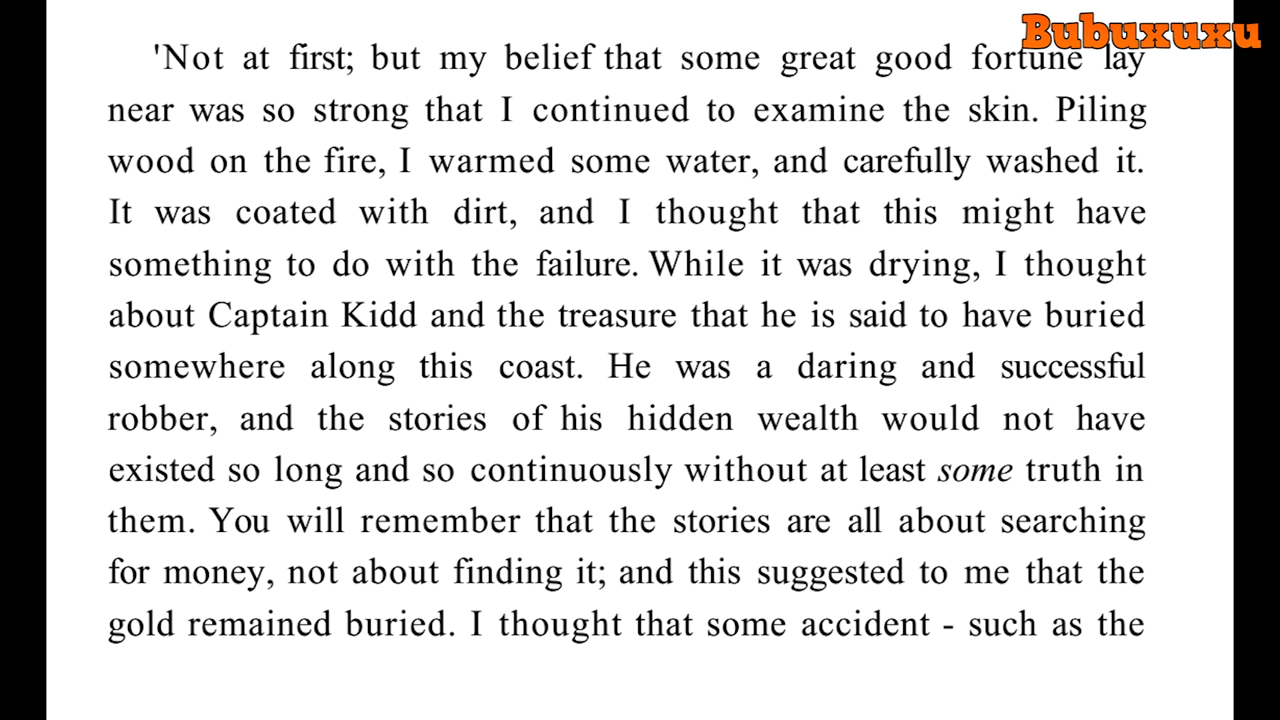 Bubuxuxu
'Not at first; but my belief that some great good fortune lay
near was so strong that I continued to examine the skin. Piling
wood on the fire, I warmed some water, and carefully washed it.
It was coated with dirt, and I thought that this might have
something to do with the failure. While it was drying, I thought
about Captain Kidd and the treasure that he is said to have buried
somewhere along this coast. He was a daring and successful
robber, and the stories of his hidden wealth would not have
existed so long and so continuously without at least some truth in
them. You will remember that the stories are all about searching
for money, not about finding it; and this suggested to me that the
gold remained buried. I thought that some accident - such as the